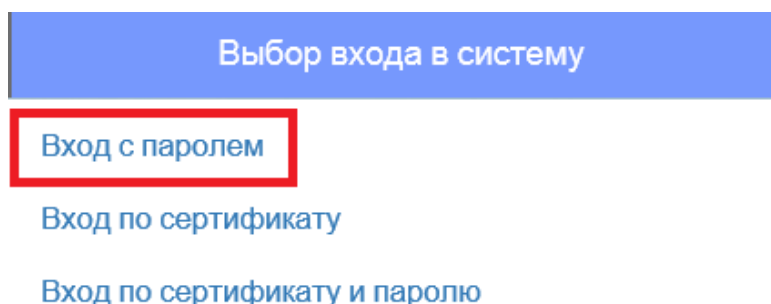 Выбор входа в систему
Вход с паролем
Вход по сертификату
Вход по сертификату и паролю